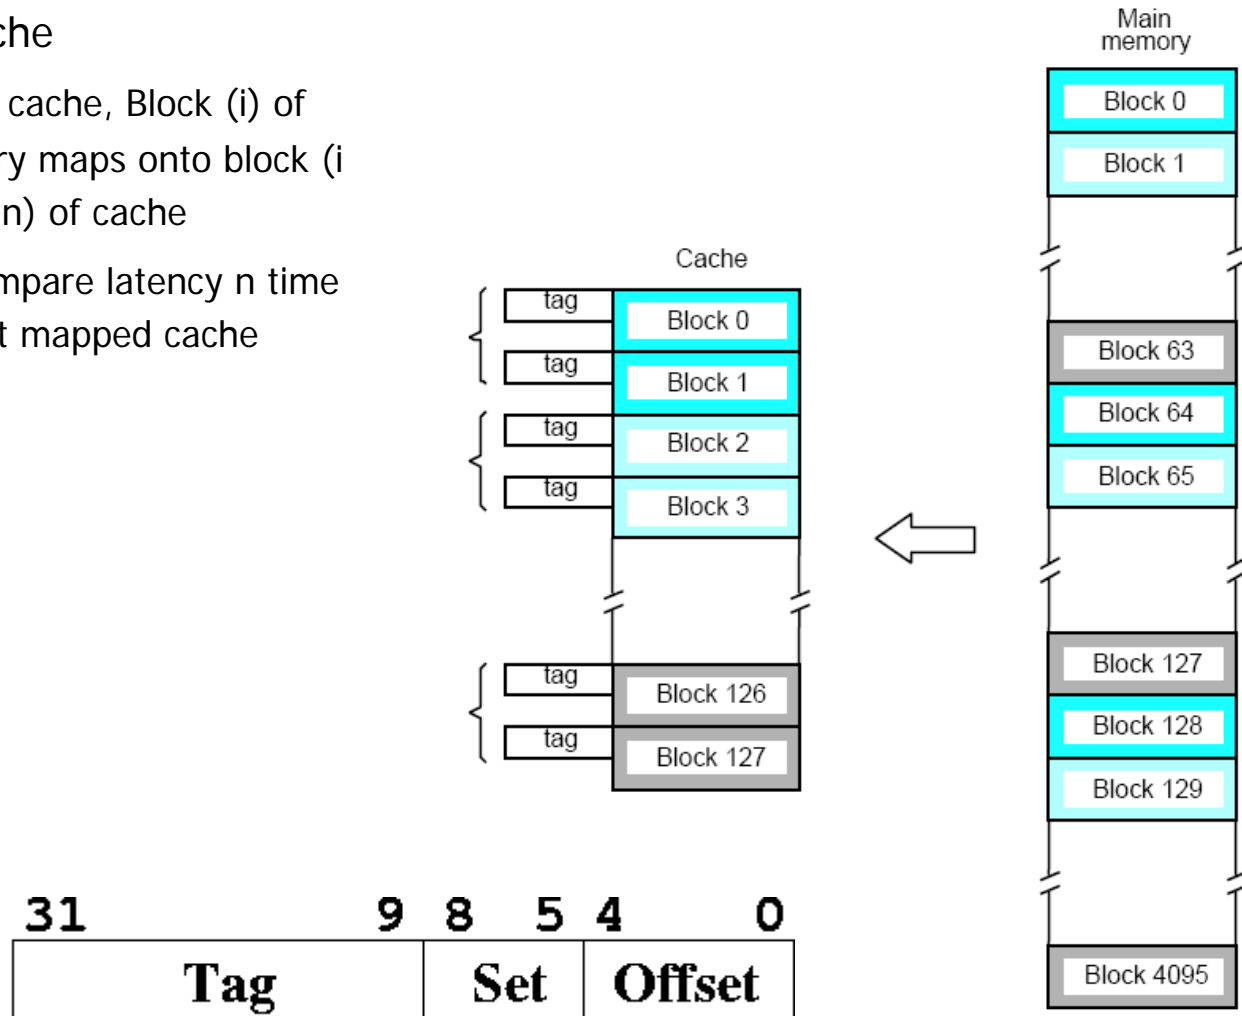 che
cache, Block (i) of
ry maps onto block (i
n) of cache
mpare latency n time
t mapped cache
Main
memory
Block 0
Block 1
Block 63
Block 64
Block 65
Block 127
Block 128
Block 129
Block 4095
Cache
tag
Block 0
tag
Block 1
tag
Block 2
tag
Block 3
tag
Block 126
tag
Block 127
31 9 8 5 4 0
Tag Set Offset